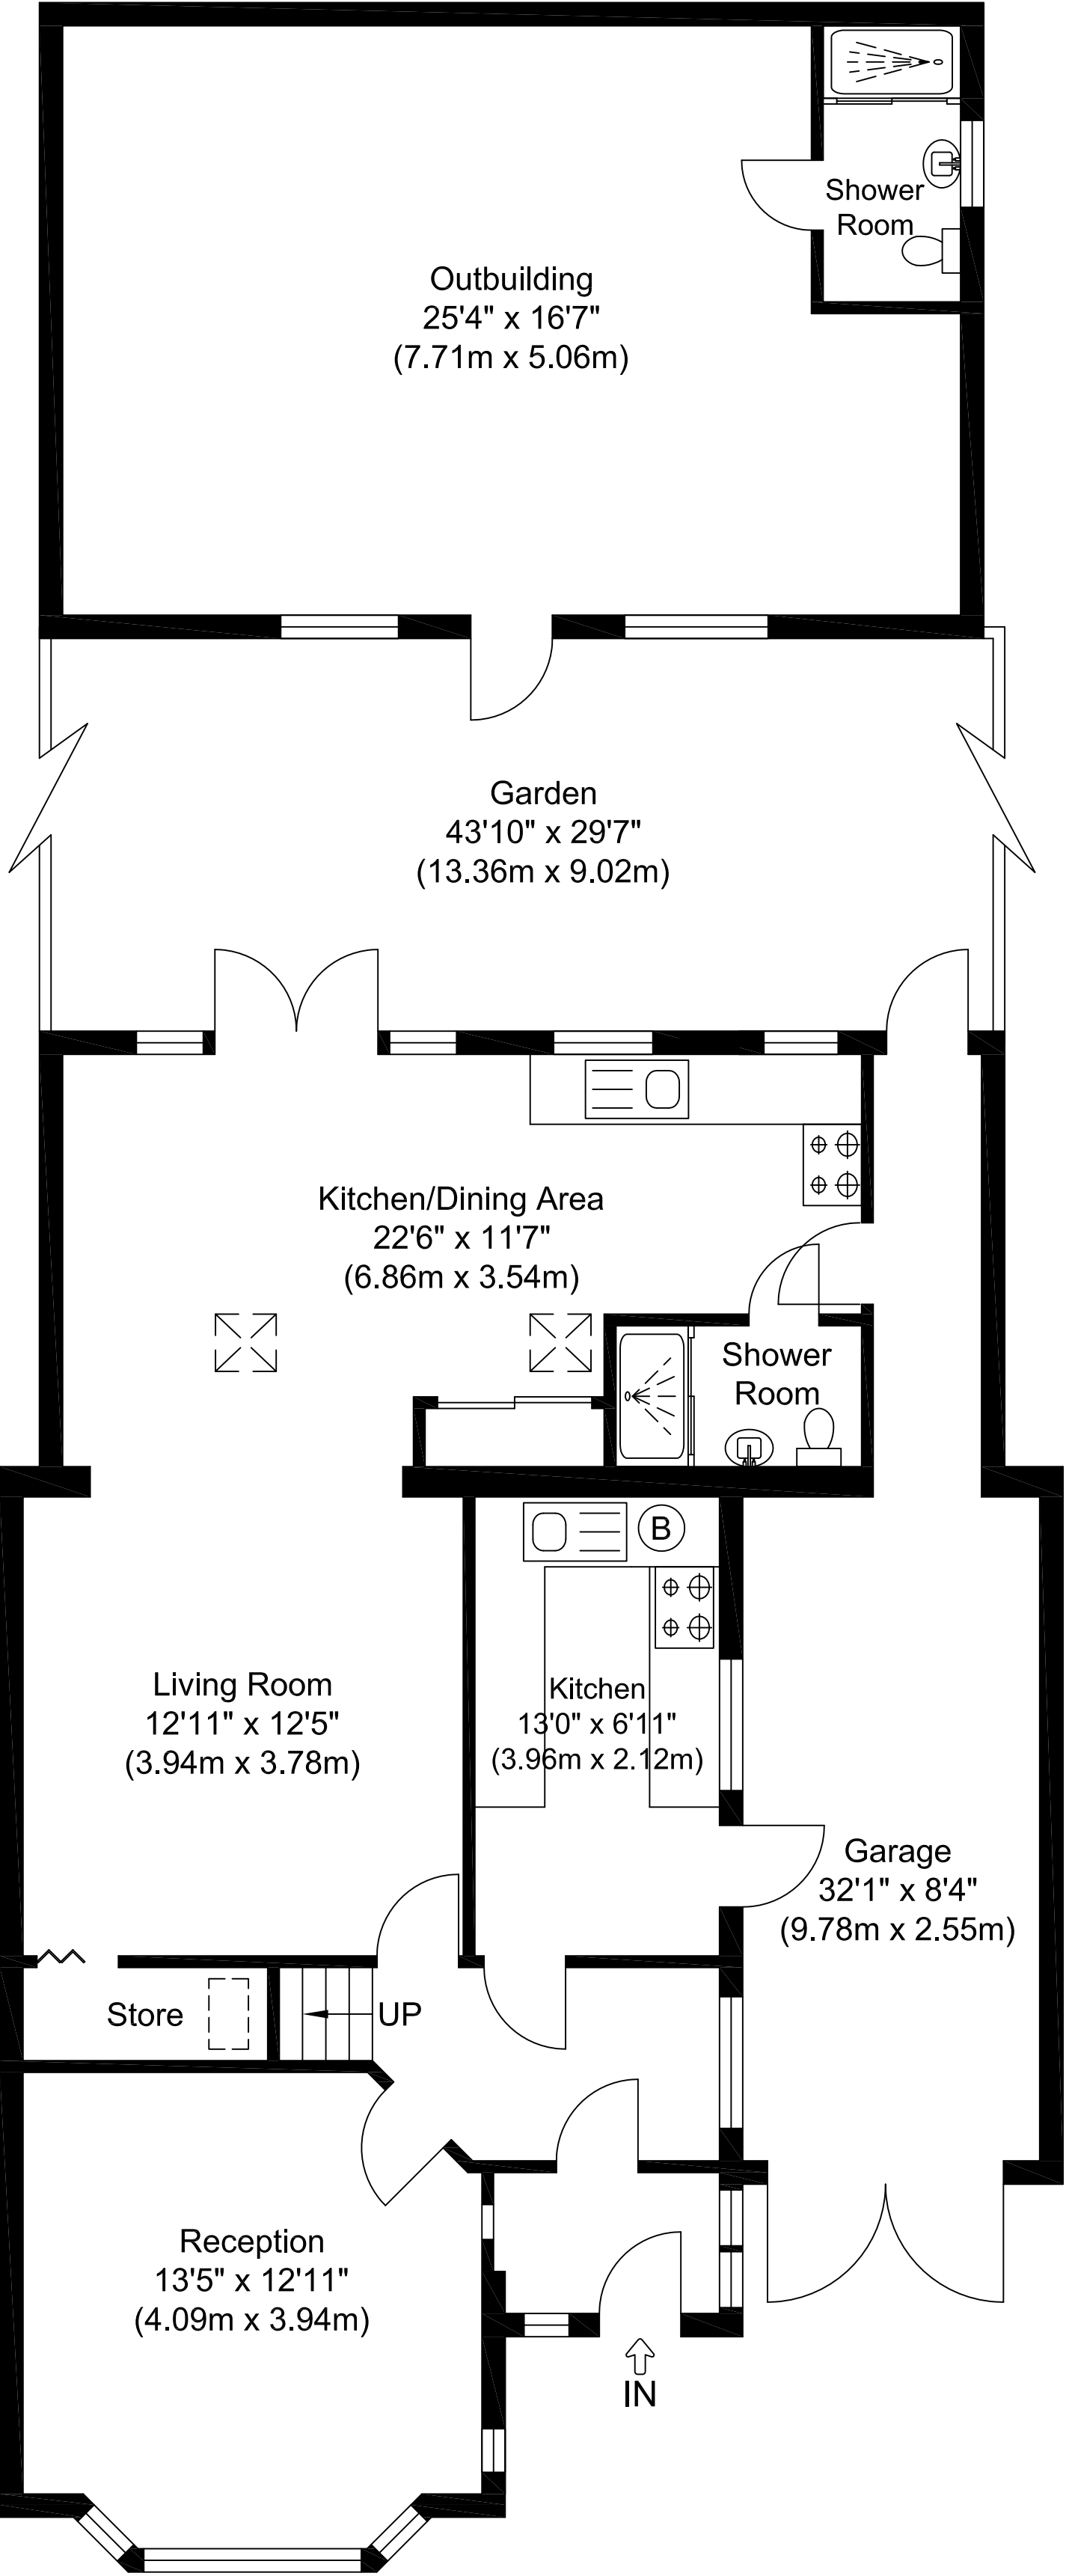 Shower
Room
Outbuilding
25'4" x 16'7"
(7.71m x 5.06m)
Garden
43'10" x 29'7"
(13.36m x 9.02m)
Kitchen/Dining Area
22'6" x 11'7"
(6.86m x 3.54m)
Shower
Room
B
Living Room
12'11" x 12'5"
(3.94m x 3.78m)
Kitchen
13'0" x 6'11"
(3.96m x 2.12m)
Garage
32'1" x 8'4"
(9.78m x 2.55m)
Store
UP
Reception
13'5" x 12'11"
(4.09m x 3.94m)
IN